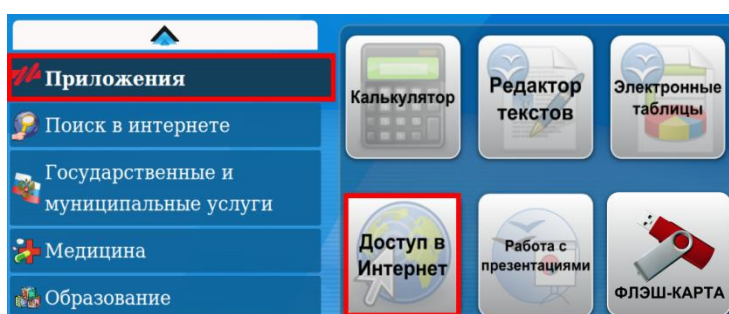 Приложения
Поиск в интернете
Государственные и
муниципальные услуги
Медицина
Образование
Калькулятор
Редактор
текстов
Электронные
таблицы
Доступ в
Интернет
Работа с
презентациями
ФЛЭШ-КАРТА